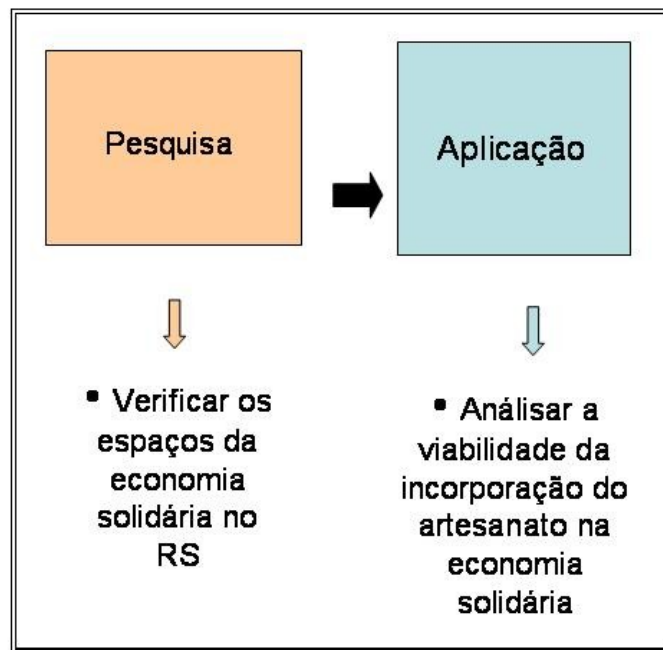 Pesquisa
Aplicação
▪ Verificar os
espaços da
economia
solidária no
RS
▪ Análisar a
viabilidade da
incorporação do
artesanato na
economia
solidária